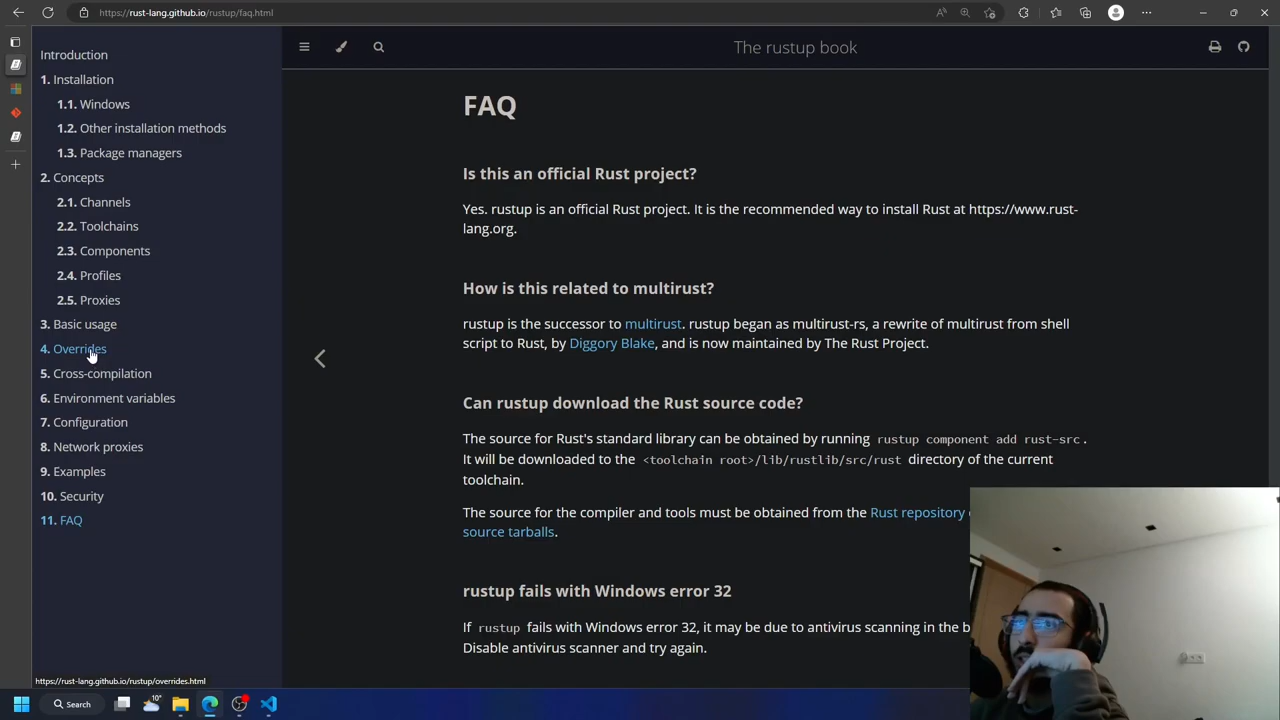 https://rust-lang.github.io/rustup/faq.html
Introduction
1. Installation
1.1. Windows
1.2. Other installation methods
1.3. Package managers
2. Concepts
2.1. Channels
2.2. Toolchains
2.3. Components
2.4. Profiles
2.5. Proxies
3. Basic usage
4. Overrides
5. Cross-compilation
6. Environment variables
7. Configuration
8. Network proxies
9. Examples
10. Security
11. FAQ
The rustup book
FAQ
Is this an official Rust project?
Yes. rustup is an official Rust project. It is the recommended way to install Rust at https://www.rust-
lang.org.
How is this related to multirust?
rustup is the successor to multirust. rustup began as multirust-rs, a rewrite of multirust from shell
script to Rust, by Diggory Blake, and is now maintained by The Rust Project.
Can rustup download the Rust source code?
The source for Rust's standard library can be obtained by running rustup component add rust-src.
It will be downloaded to the <toolchain root>/lib/rustlib/src/rust directory of the current
toolchain.
The source for the compiler and tools must be obtained from the Rust repository
source tarballs.
rustup fails with Windows error 32
If rustup fails with Windows error 32, it may be due to antivirus scanning in the b
Disable antivirus scanner and try again.
https://rust-lang.github.io/rustup/overrides.html
Search
10°